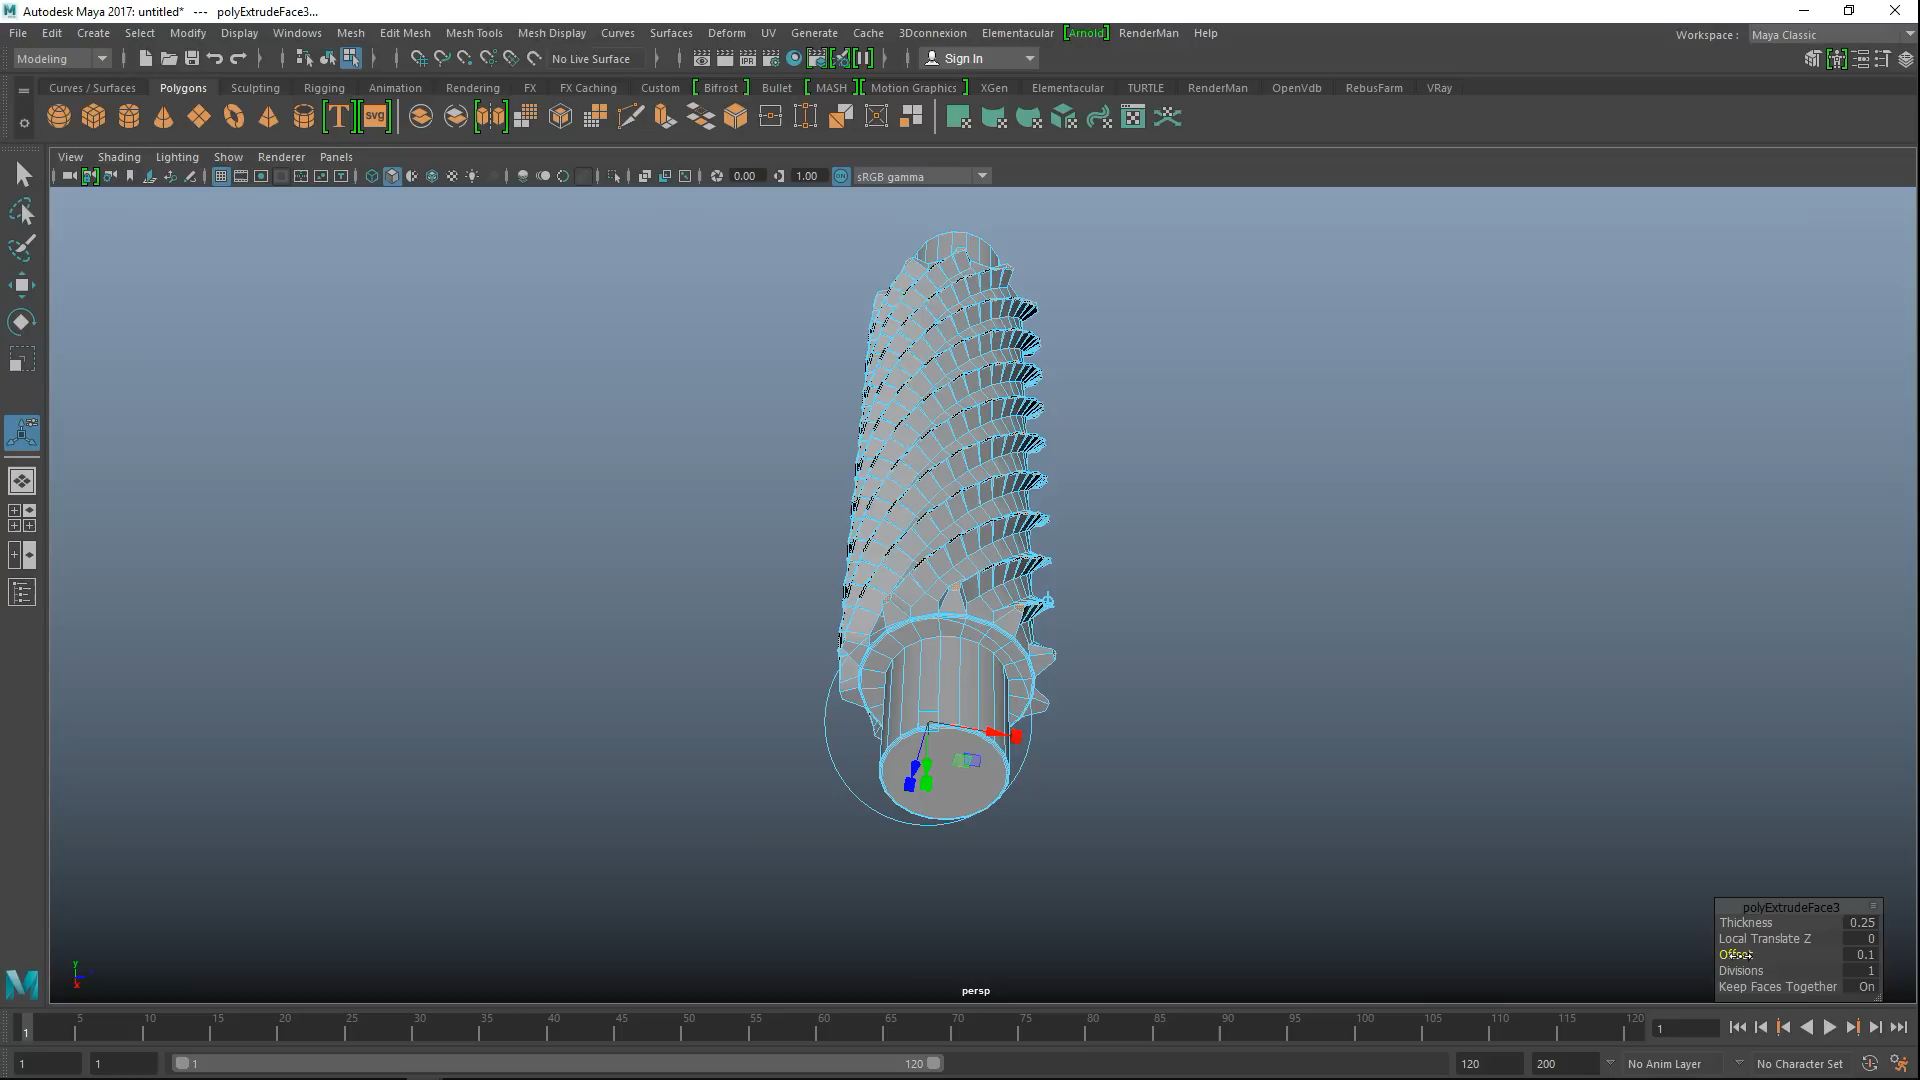 Autodesk Maya 2017: untitled* --- polyExtrudeFace3...
File Edit Create Select Modify Display Windows Mesh Edit Mesh Mesh Tools Mesh Display Curves Surfaces Deform UV Generate Cache 3Dconnexion Elementacular [Arnold] RenderMan Help Workspace : Maya Classic
Modeling No Live Surface IPR Sign In
Curves / Surfaces Polygons Sculpting Rigging Animation Rendering FX FX Caching Custom Bifrost Bullet MASH Motion Graphics XGen Elementacular TURTLE RenderMan OpenVdb RebusFarm VRay
T svg
View Shading Lighting Show Renderer Panels
0.00 1.00 ON sRGB gamma
polyExtrudeFace3
Thickness 0.25
Local Translate Z 0
Offset 0.1
Divisions 1
Keep Faces Together On
y
x
persp
1 5 10 15 20 25 30 35 40 45 50 55 60 65 70 75 80 85 90 95 100 105 110 115 120 1
1 1 1 120 120 200 No Anim Layer No Character Set